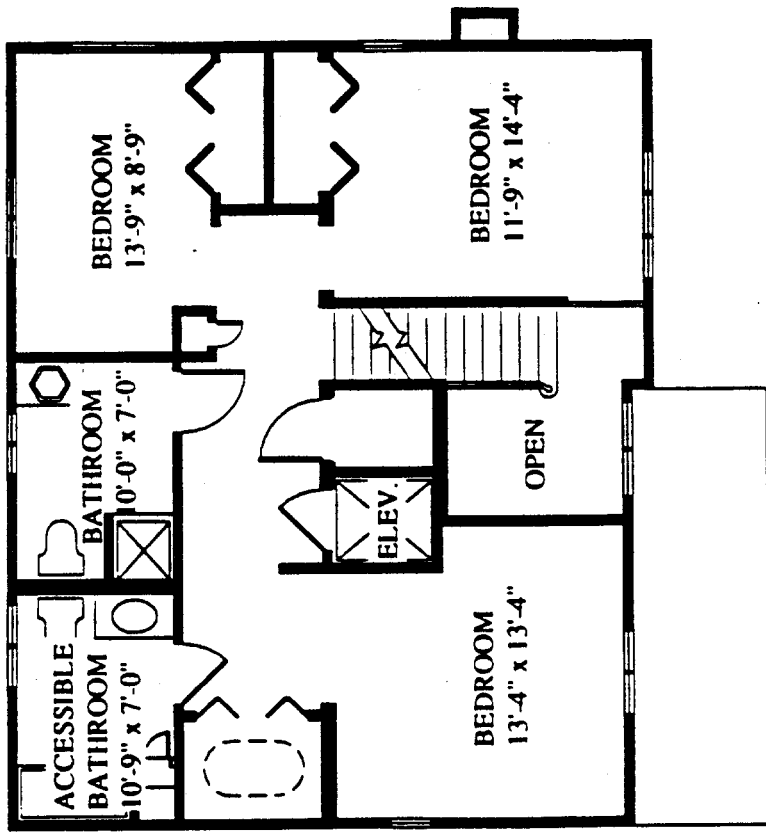 BEDROOM
13'-9" x 8'-9"
BEDROOM
11'-9" x 14'-4"
BATHROOM
10'-0" x 7'-0"
OPEN
ELEV.
ACCESSIBLE
BATHROOM
10'-9" x 7'-0"
BEDROOM
13'-4" x 13'-4"